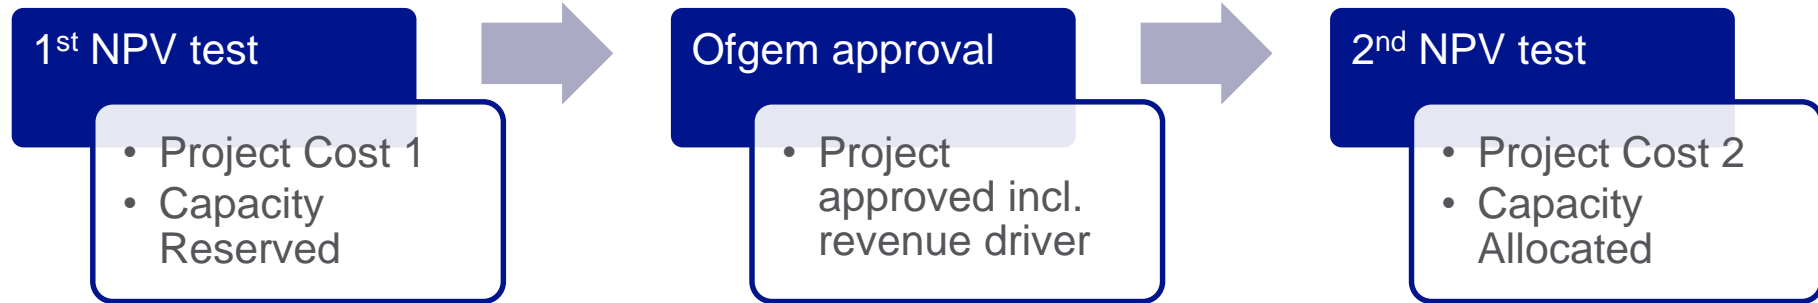 1st NPV test
• Project Cost 1
• Capacity
Reserved
Ofgem approval
• Project
approved incl.
revenue driver
2nd NPV test
• Project Cost 2
• Capacity
Allocated